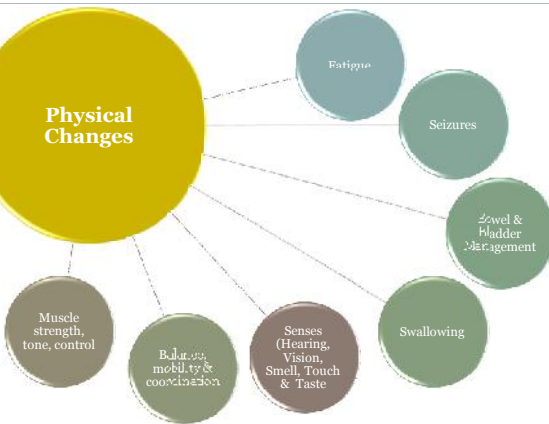 Physical
Changes
Fatigue
Seizures
Bowel &
Bladder
Management
Swallowing
Senses
(Hearing,
Vision,
Smell, Touch
& Taste
Balance,
mobility &
coordination
Muscle
strength,
tone, control